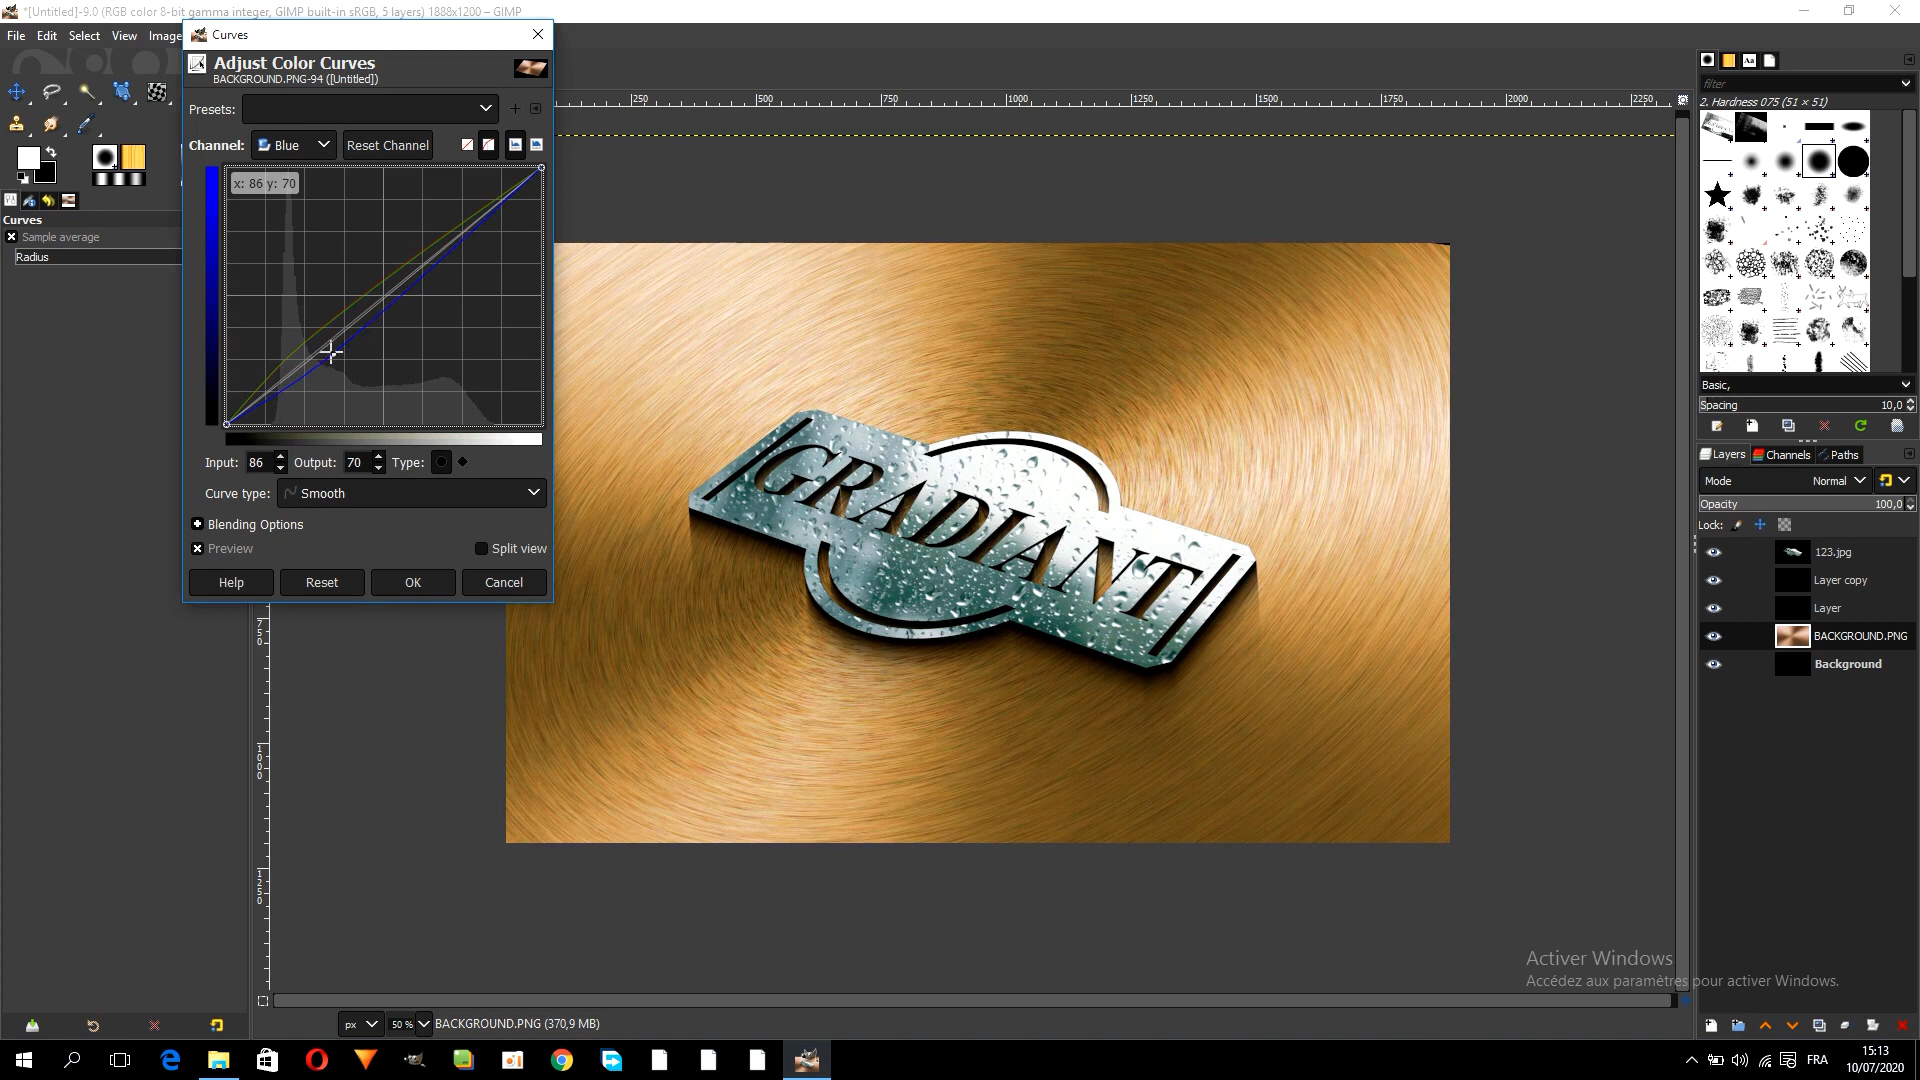 *[Untitled]-9.0 (RGB color 8-bit gamma integer, GIMP built-in sRGB, 5 layers) 1888x1200 – GIMP
File Edit Select View Image
Curves
Adjust Color Curves
BACKGROUND.PNG-94 ([Untitled])
Presets:
Channel: Blue Reset Channel
x: 86 y: 70
Input: 86 Output: 70 Type:
Curve type: Smooth
Blending Options
Preview Split view
Help Reset OK Cancel
Curves
Sample average
Radius
250 500 750 1000 1250 1500 1750 2000 2250
750
1000
1250
GRADIANT
filter
2. Hardness 075 (51 × 51)
Basic,
Spacing 10,0
Layers Channels Paths
Mode Normal
Opacity 100,0
Lock:
123.jpg
Layer copy
Layer
BACKGROUND.PNG
Background
Activer Windows
Accédez aux paramètres pour activer Windows.
px 50 % BACKGROUND.PNG (370,9 MB)
FRA
15:13
10/07/2020